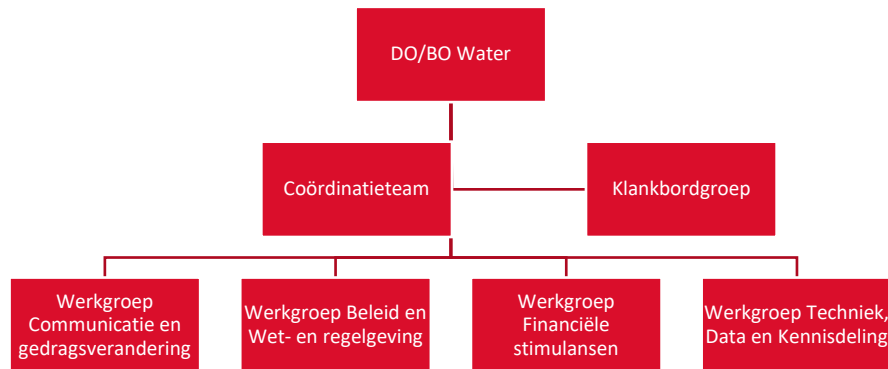 DO/BO Water
Coördinatieteam
Klankbordgroep
Werkgroep
Communicatie en
gedragsverandering
Werkgroep Beleid en
Wet- en regelgeving
Werkgroep
Financiële
stimulansen
Werkgroep Techniek,
Data en Kennisdeling